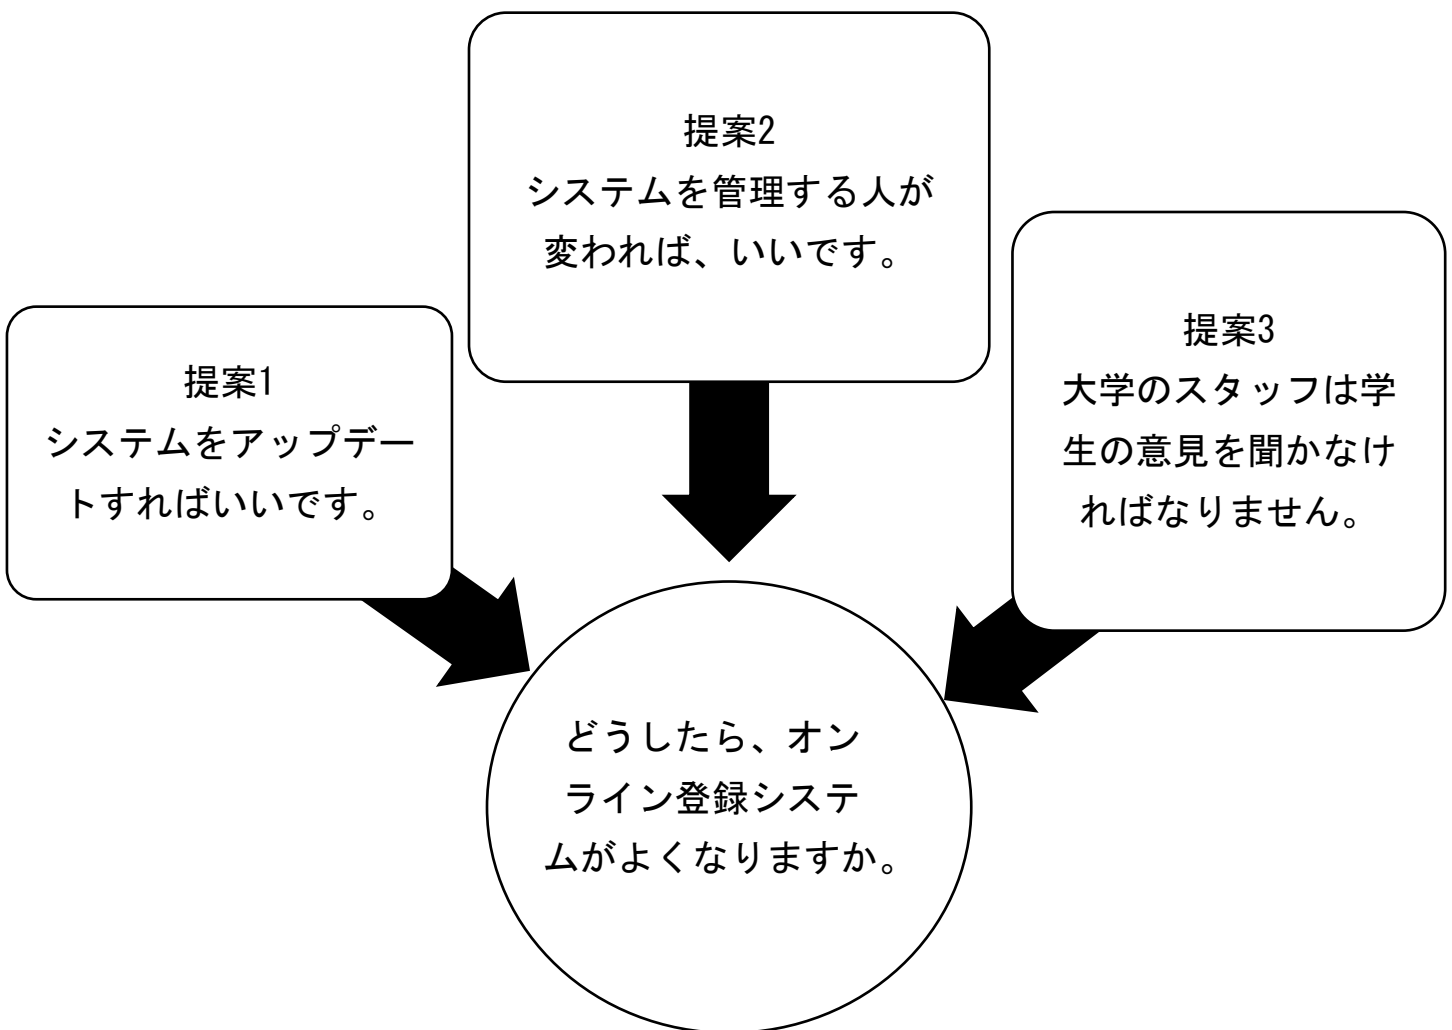 提案1
システムをアップデー
トすればいいです。
提案2
システムを管理する人が
変われば、いいです。
提案3
大学のスタッフは学
生の意見を聞かなけ
ればなりません。
どうしたら、オン
ライン登録システ
ムがよくなりますか。